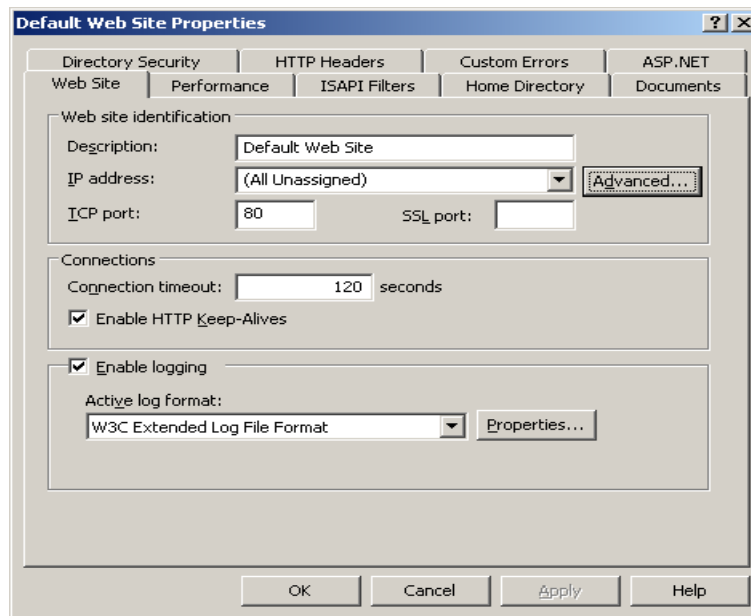 Default Web Site Properties
Directory Security HTTP Headers Custom Errors ASP.NET
Web Site Performance ISAPI Filters Home Directory Documents
Web site identification
Description: Default Web Site
IP address: (All Unassigned) Advanced...
TCP port: 80 SSL port:
Connections
Connection timeout: 120 seconds
Enable HTTP Keep-Alives
Enable logging
Active log format:
W3C Extended Log File Format Properties...
OK Cancel Apply Help